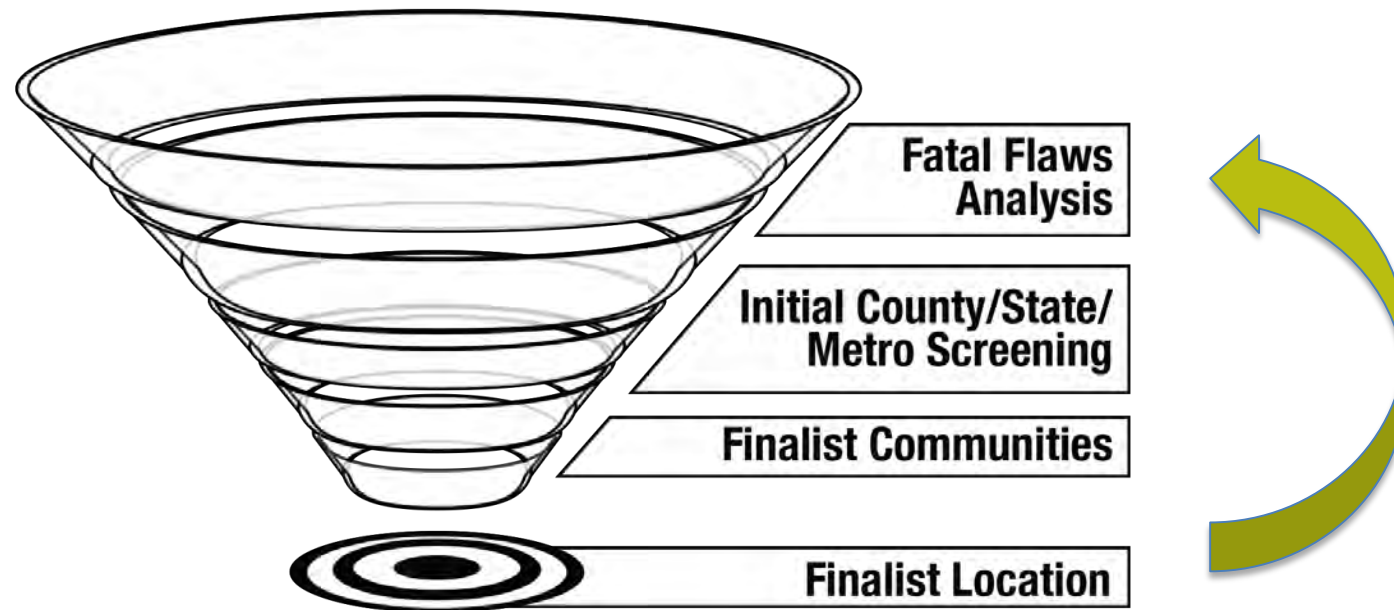 Fatal Flaws
Analysis
Initial County/State/
Metro Screening
Finalist Communities
Finalist Location